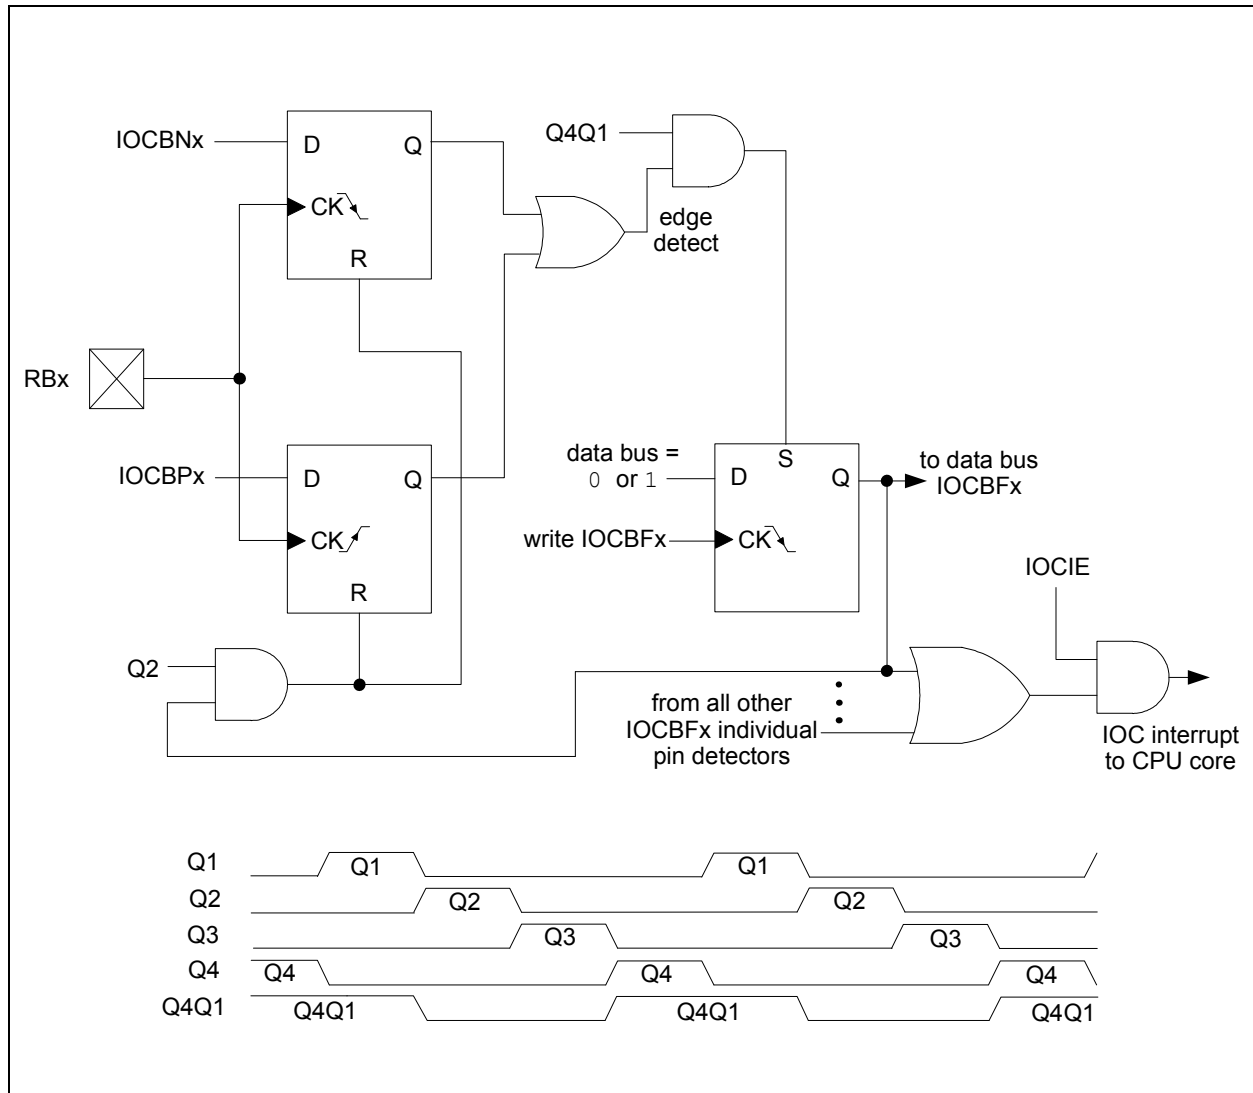 IOCBNx
D
Q
CK
R
Q4Q1
edge
detect
RBx
IOCBPx
D
Q
CK
R
data bus =
0 or 1
D
S
Q
to data bus
IOCBFx
write IOCBFx
CK
IOCIE
Q2
from all other
IOCBFx individual
pin detectors
IOC interrupt
to CPU core
Q1 Q1 Q1
Q2 Q2 Q2
Q3 Q3 Q3
Q4 Q4 Q4 Q4
Q4Q1 Q4Q1 Q4Q1 Q4Q1